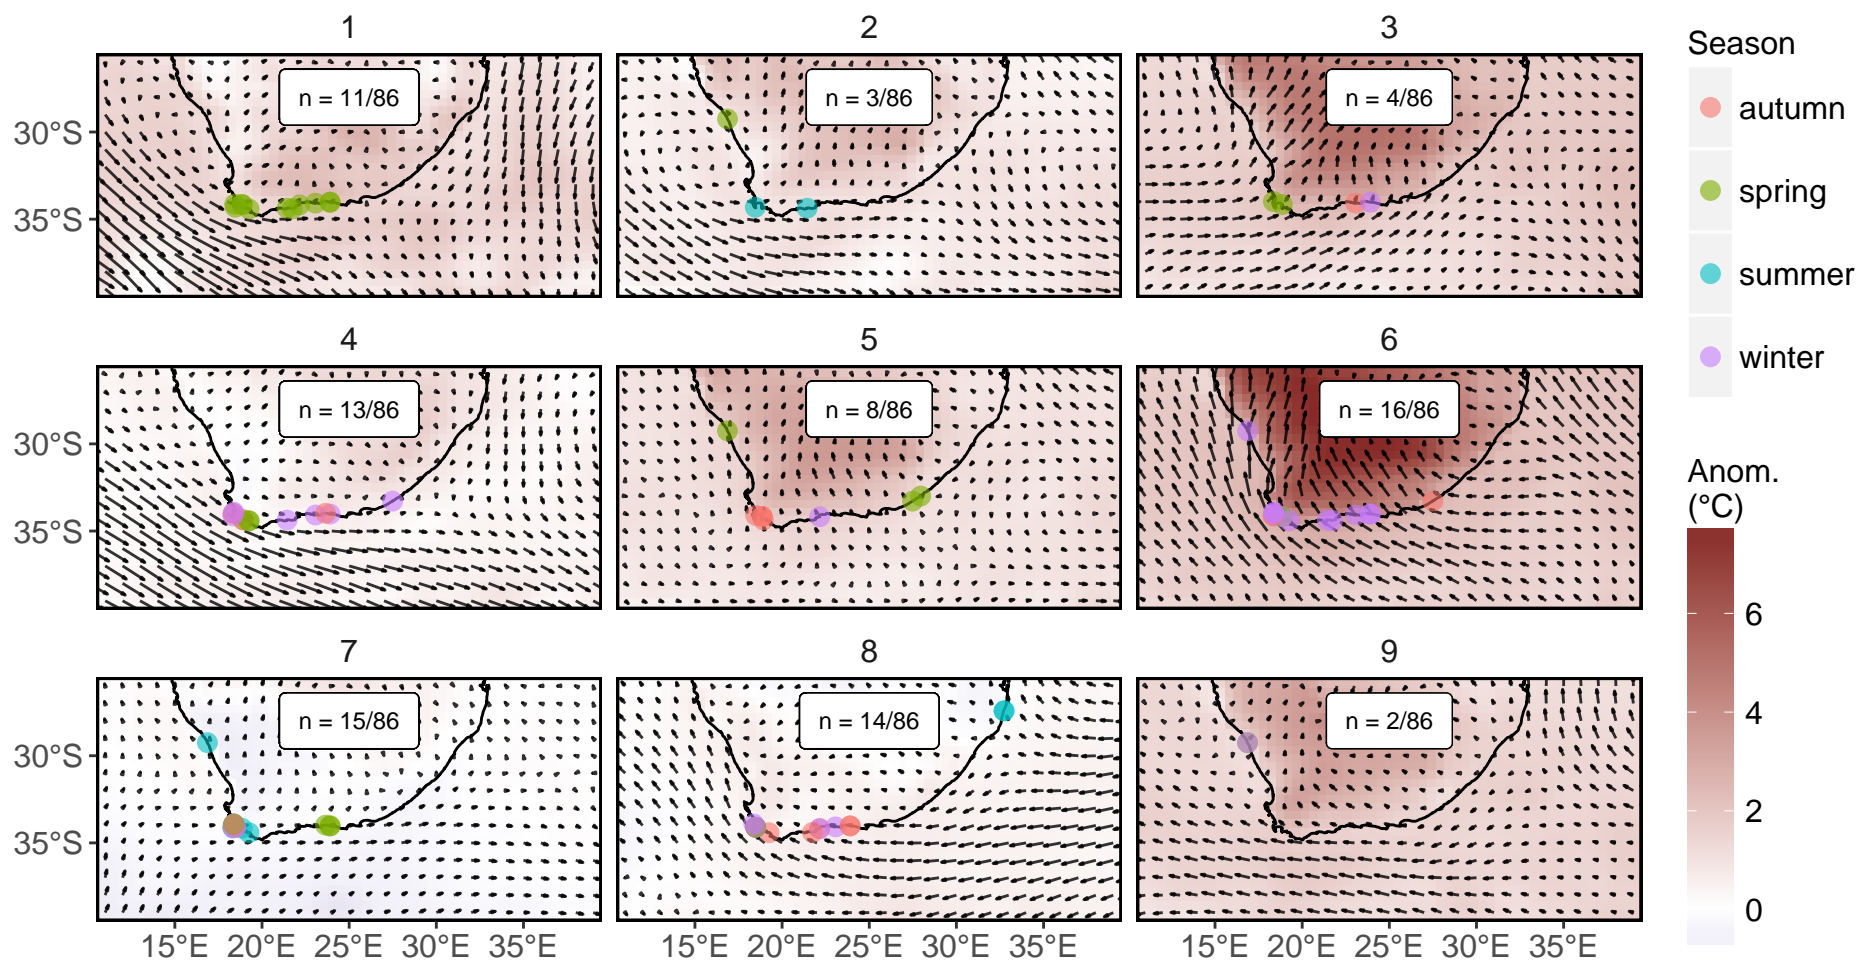 1
2
3
n = 11/86
n = 3/86
n = 4/86
30°S
35°S
4
5
6
n = 13/86
n = 8/86
n = 16/86
30°S
35°S
7
8
9
n = 15/86
n = 14/86
n = 2/86
30°S
35°S
15°E 20°E 25°E 30°E 35°E
15°E 20°E 25°E 30°E 35°E
15°E 20°E 25°E 30°E 35°E
Season
autumn
spring
summer
winter
Anom.
(°C)
6
4
2
0